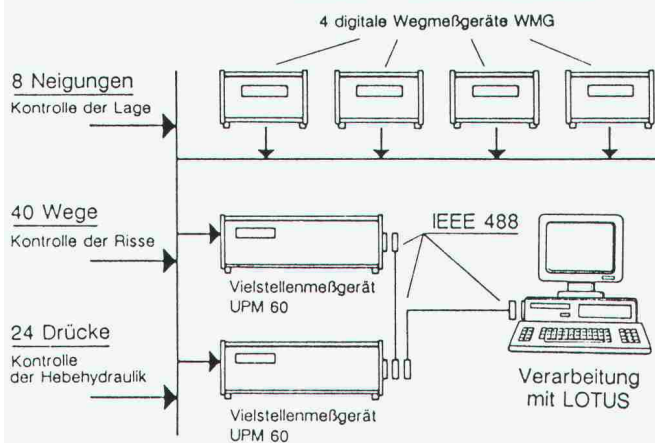 4 digitale Wegmeßgeräte WMG
8 Neigungen
Kontrolle der Lage
40 Wege
Kontrolle der Risse
IEEE 488
Vielstellenmeßgerät
UPM 60
24 Drücke
Kontrolle
der Hebehydraulik
Vielstellenmeßgerät
UPM 60
Verarbeitung
mit LOTUS